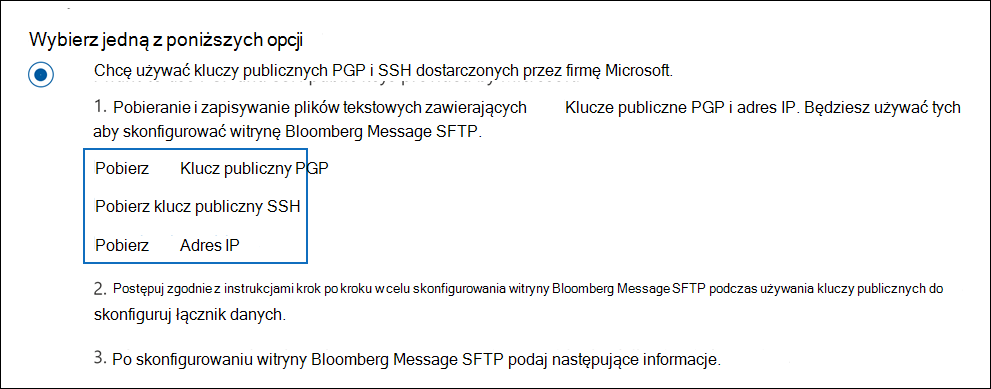 Wybierz jedną z poniższych opcji
Chcę używać kluczy publicznych PGP i SSH dostarczonych przez firmę Microsoft.
1. Pobieranie i zapisywanie plików tekstowych zawierających Klucze publiczne PGP i adres IP. Będziesz używać tych
aby skonfigurować witrynę Bloomberg Message SFTP.
Pobierz Klucz publiczny PGP
Pobierz klucz publiczny SSH
Pobierz Adres IP
2. Postępuj zgodnie z instrukcjami krok po kroku w celu skonfigurowania witryny Bloomberg Message SFTP podczas używania kluczy publicznych do
skonfiguruj łącznik danych.
3. Po skonfigurowaniu witryny Bloomberg Message SFTP podaj następujące informacje.